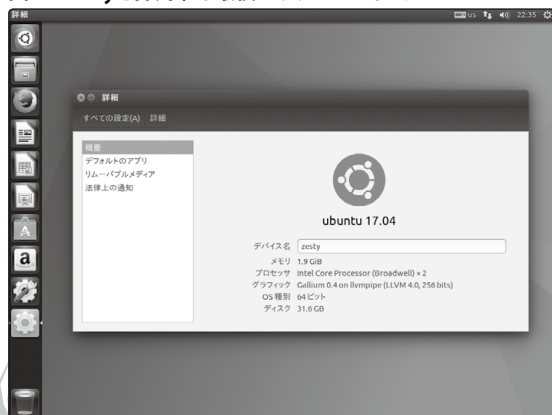 詳細
us 22:35
詳細
すべての設定(A) 詳細
概要
デフォルトのアプリ
リムーバブルメディア
法律上の通知
ubuntu 17.04
デバイス名 zesty
メモリ 1.9 GiB
プロセッサ Intel Core Processor (Broadwell) × 2
グラフィック Gallium 0.4 on llvmpipe (LLVM 4.0, 256 bits)
OS 種別 64 ビット
ディスク 31.6 GB